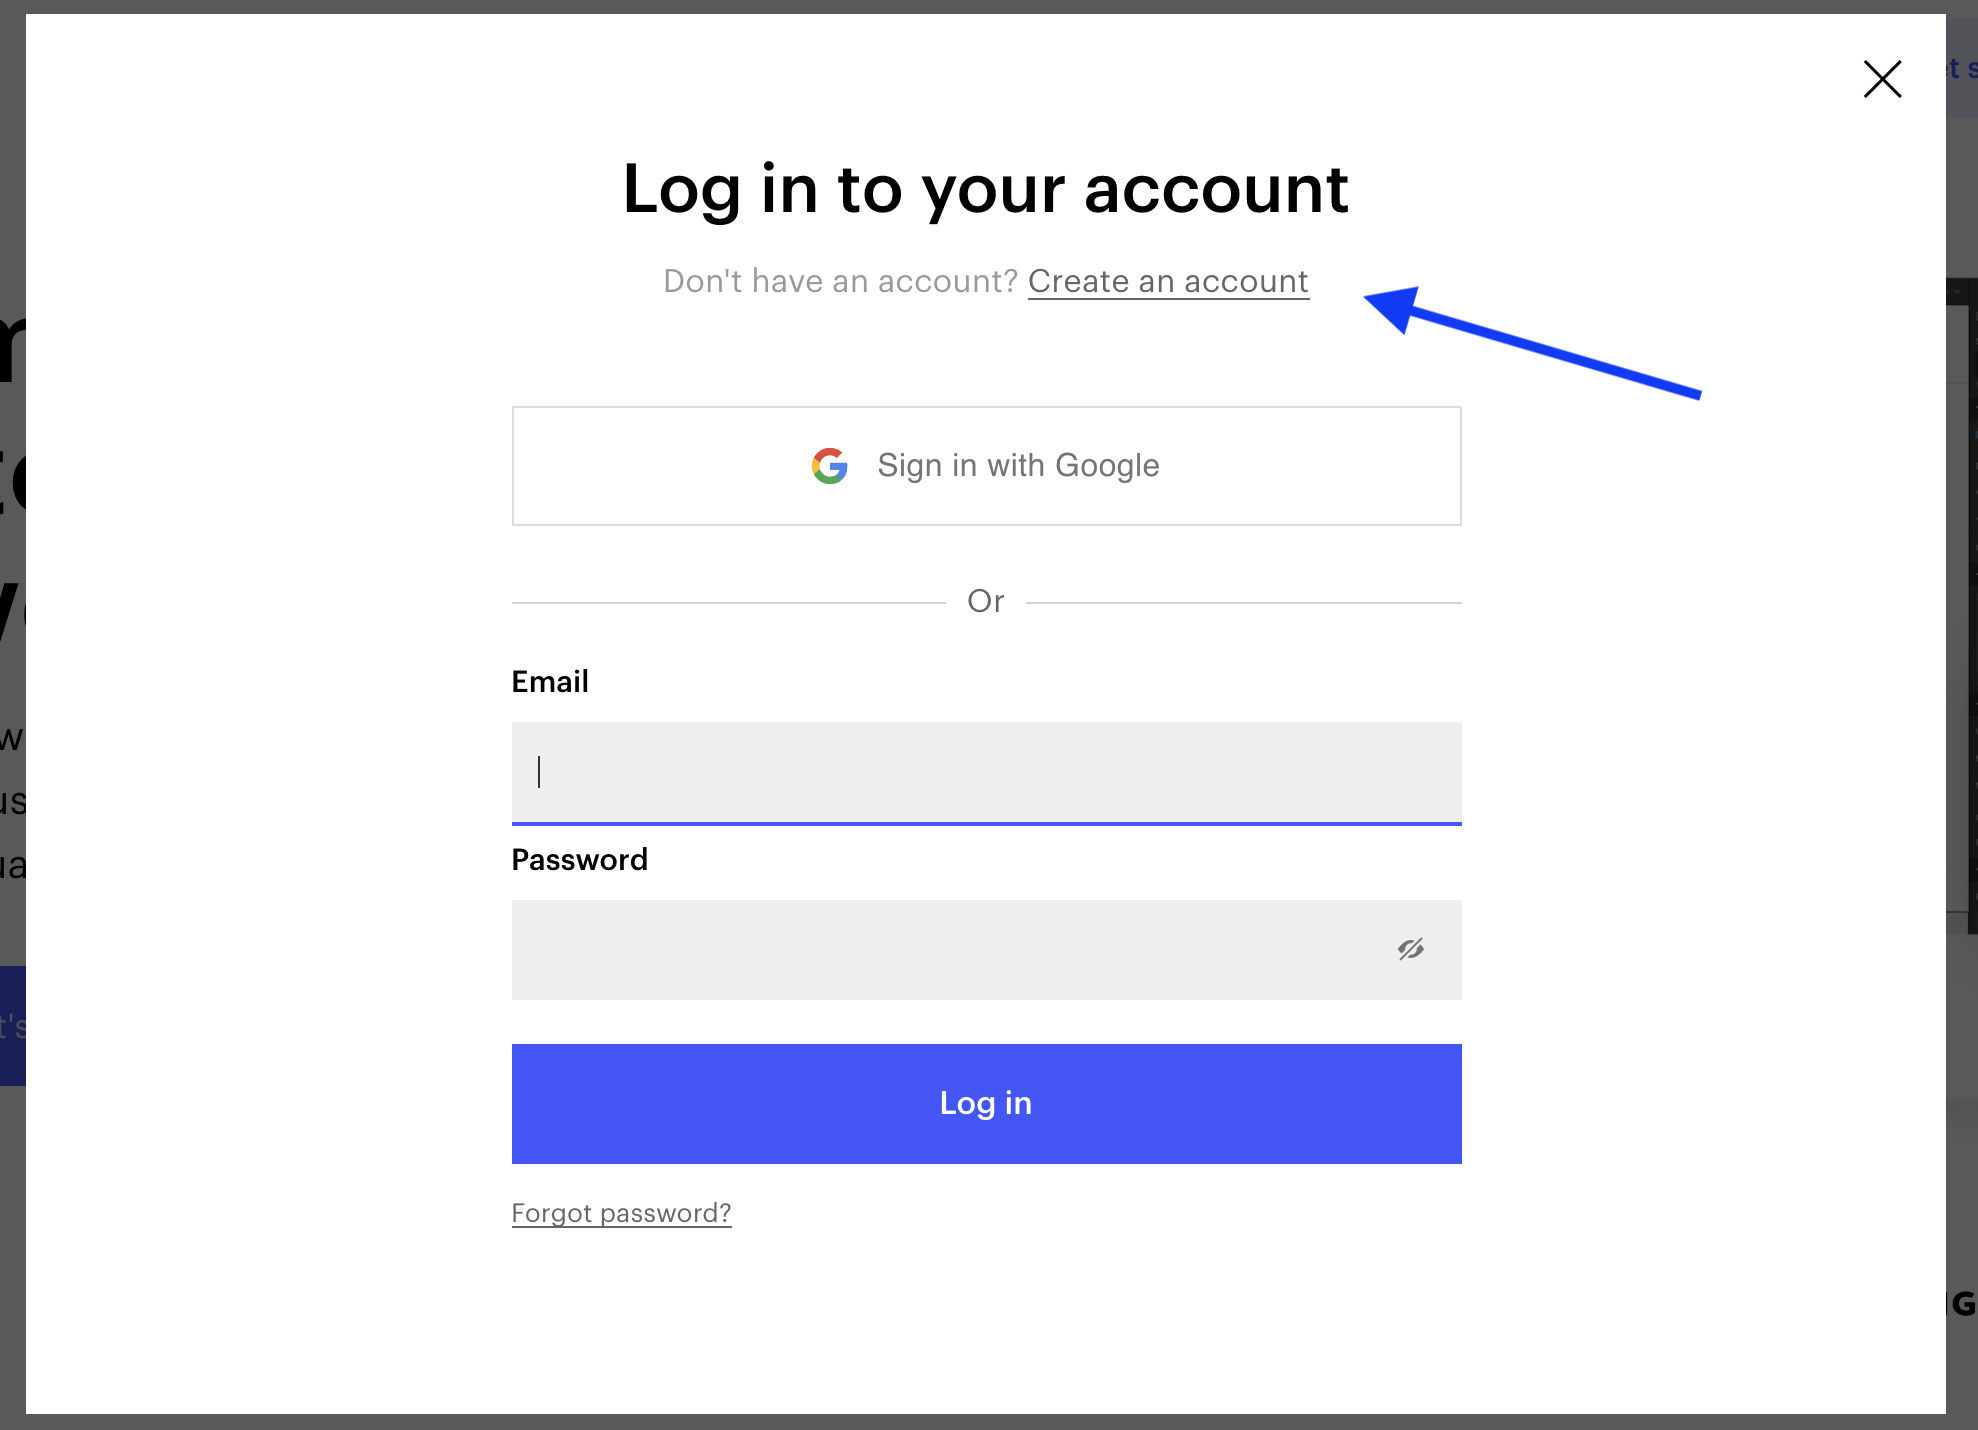 Log in to your account
Don't have an account? Create an account
Sign in with Google
Or
Email
Password
Log in
Forgot password?